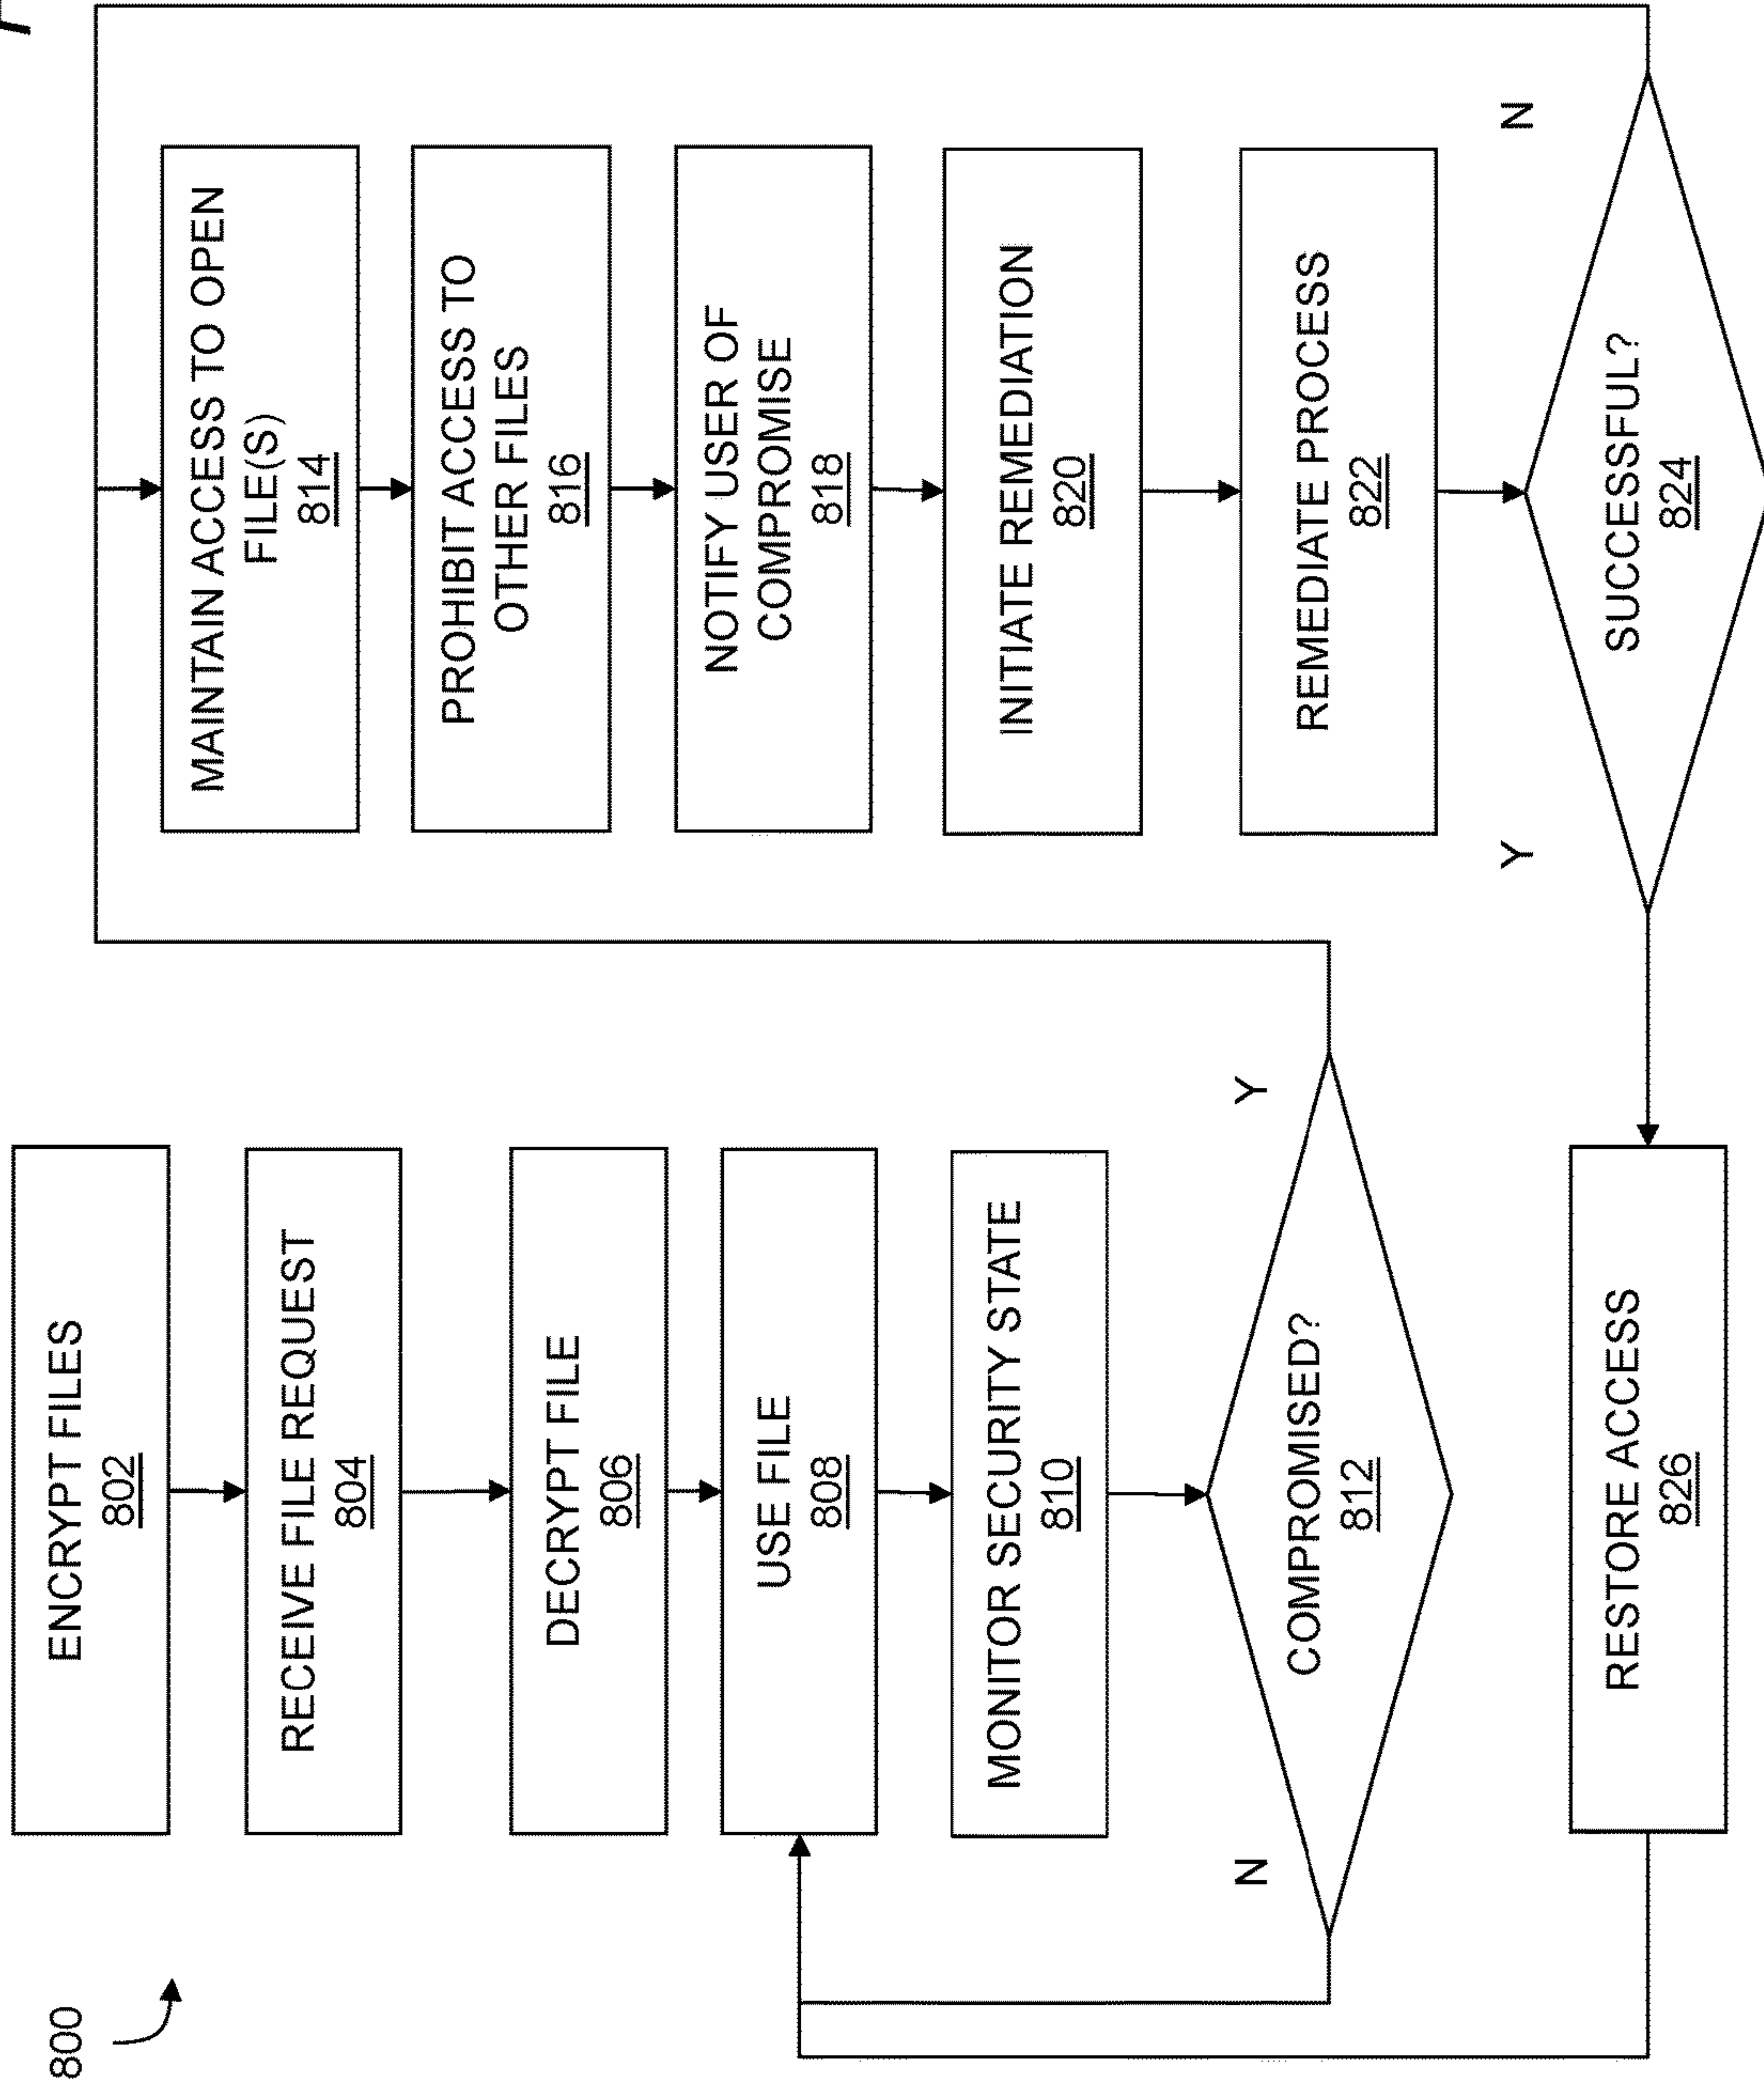 800
ENCRYPT FILES
802
RECEIVE FILE REQUEST
804
DECRYPT FILE
806
USE FILE
808
MONITOR SECURITY STATE
810
N
Y
COMPROMISED?
812
MAINTAIN ACCESS TO OPEN
FILE(S)
814
PROHIBIT ACCESS TO
OTHER FILES
816
NOTIFY USER OF
COMPROMISE
818
INITIATE REMEDIATION
820
REMEDIATE PROCESS
822
Y
N
SUCCESSFUL?
824
RESTORE ACCESS
826